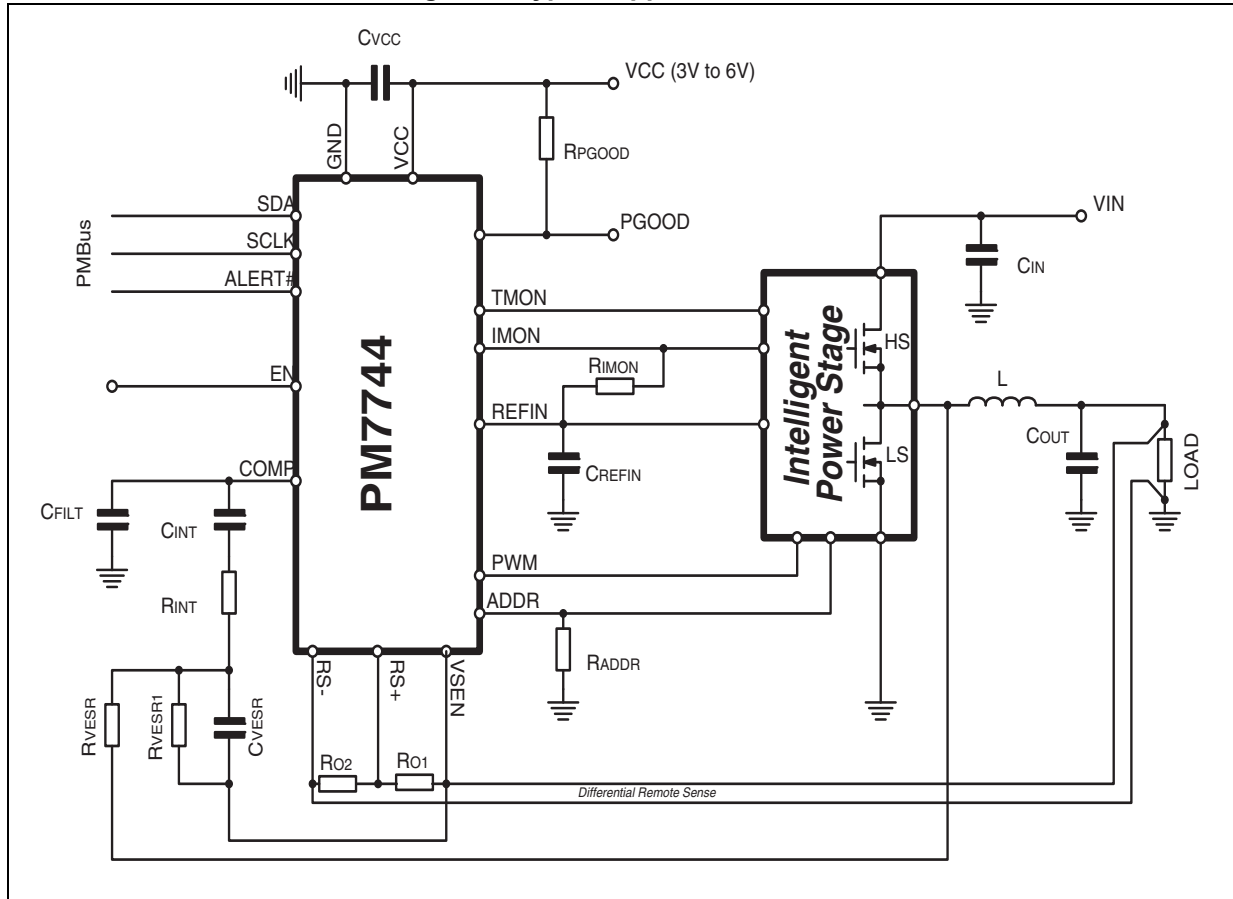 CVCC
VCC (3V to 6V)
GND
VCC
RPGOOD
PGOOD
PMBus
SDA
SCLK
ALERT#
EN
COMP
PM7744
TMON
IMON
REFIN
PWM
ADDR
RIMON
CREFIN
RADDR
Intelligent
Power Stage
HS
LS
VIN
CIN
L
COUT
LOAD
CFILT
CINT
RINT
RVESR
RVESR1
CVESR
RS-
RS+
VSEN
RO2
RO1
Differential Remote Sense